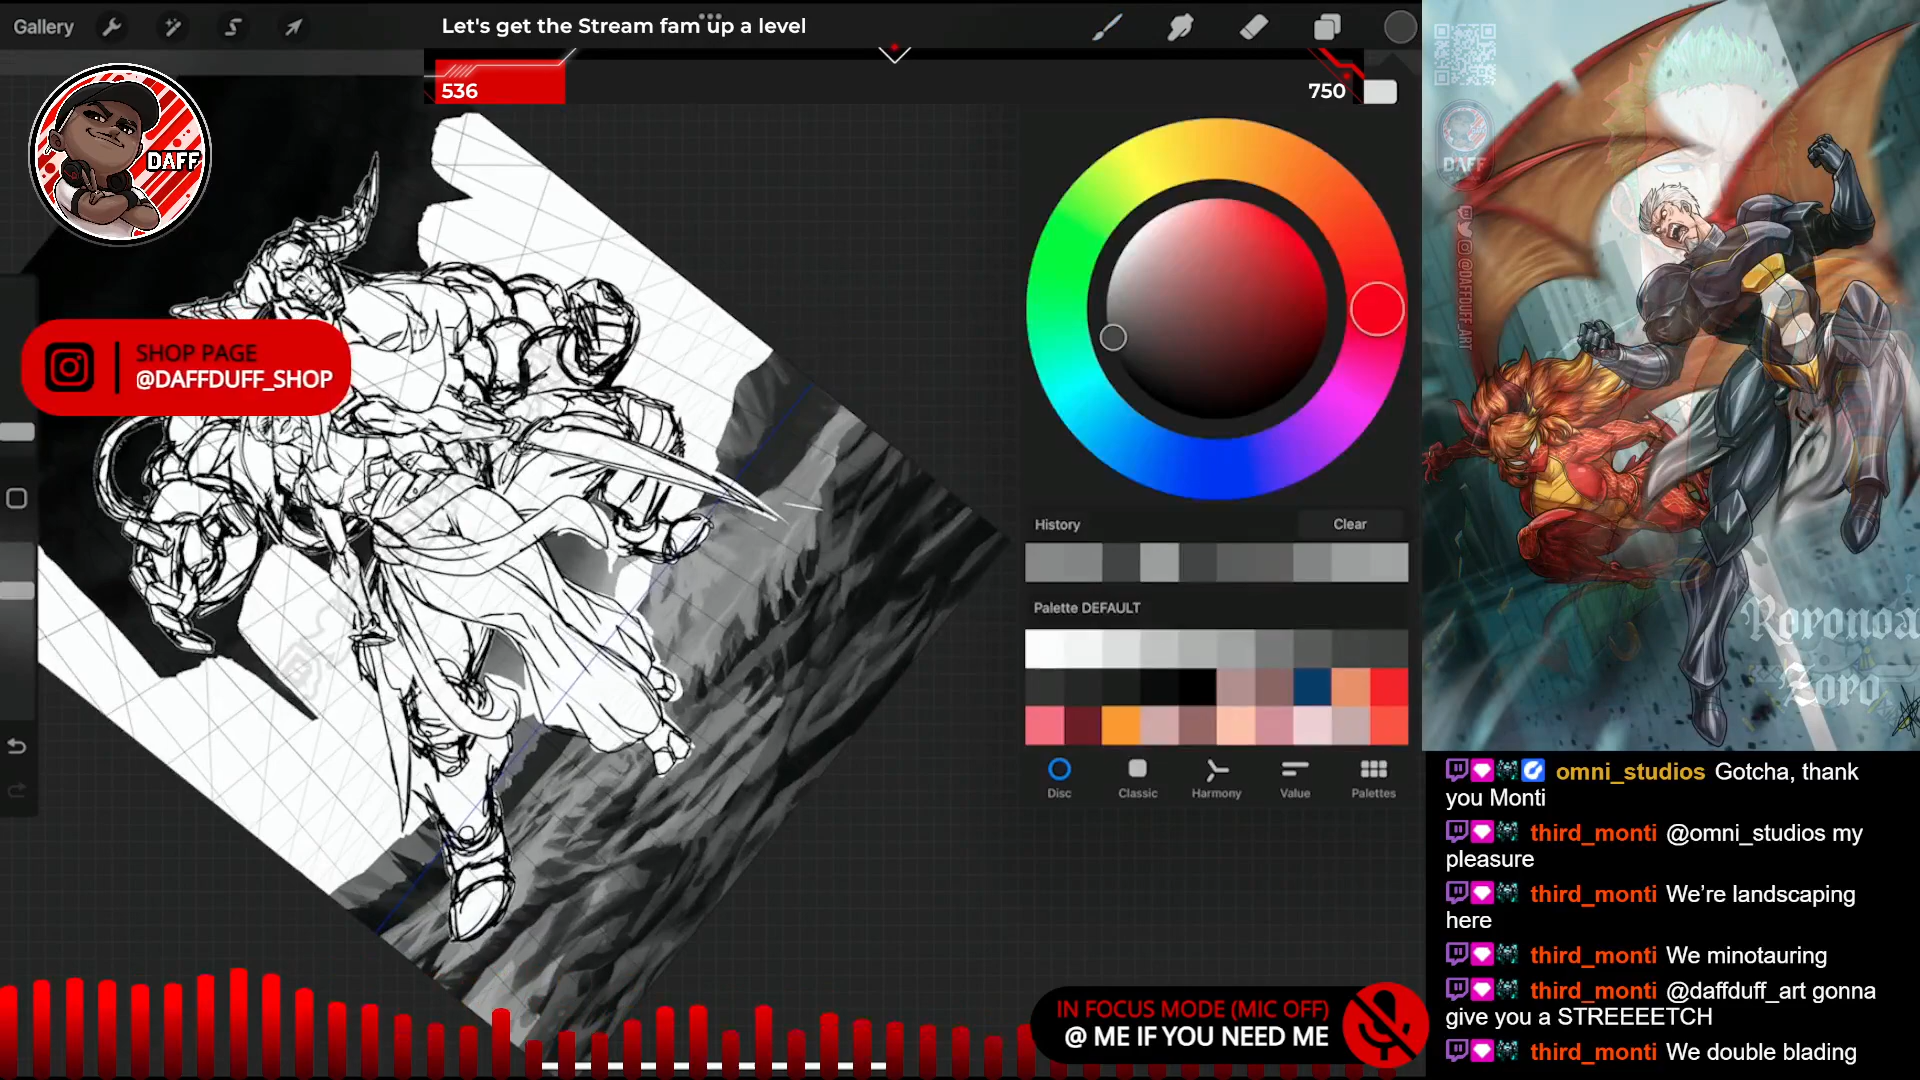 Gallery
Let's get the Stream fam up a level
536
750
DAFF
SHOP PAGE
@DAFFDUFF_SHOP
History
Clear
Palette DEFAULT
Disc
Classic
Harmony
Value
Palettes
DAFF
@DAFFDUFF_ART
Roronoa
Zoro
omni_studios Gotcha, thank
you Monti
third_monti @omni_studios my
pleasure
third_monti We're landscaping
here
third_monti We minotauring
third_monti @daffduff_art gonna
give you a STREEEETCH
third_monti We double blading
IN FOCUS MODE (MIC OFF)
@ ME IF YOU NEED ME